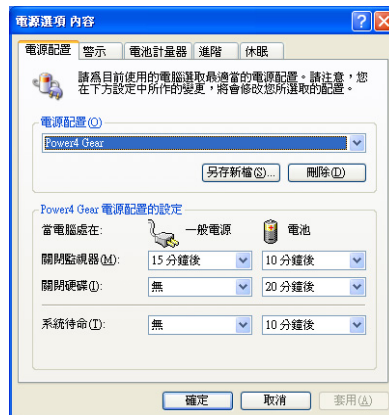 電源選項 內容
電源配置 警示 電池計量器 進階 休眠
請為目前使用的電腦選取最適當的電源配置。請注意，您
在下方設定中所作的變更，將會修改您所選取的配置。
電源配置(O)
Power4 Gear
另存新檔(S)... 刪除(D)
Power4 Gear 電源配置的設定
當電腦處在: 一般電源 電池
關閉監視器(M): 15 分鐘後 10 分鐘後
關閉硬碟(I): 無 20 分鐘後
系統待命(T): 無 10 分鐘後
確定 取消 套用(A)